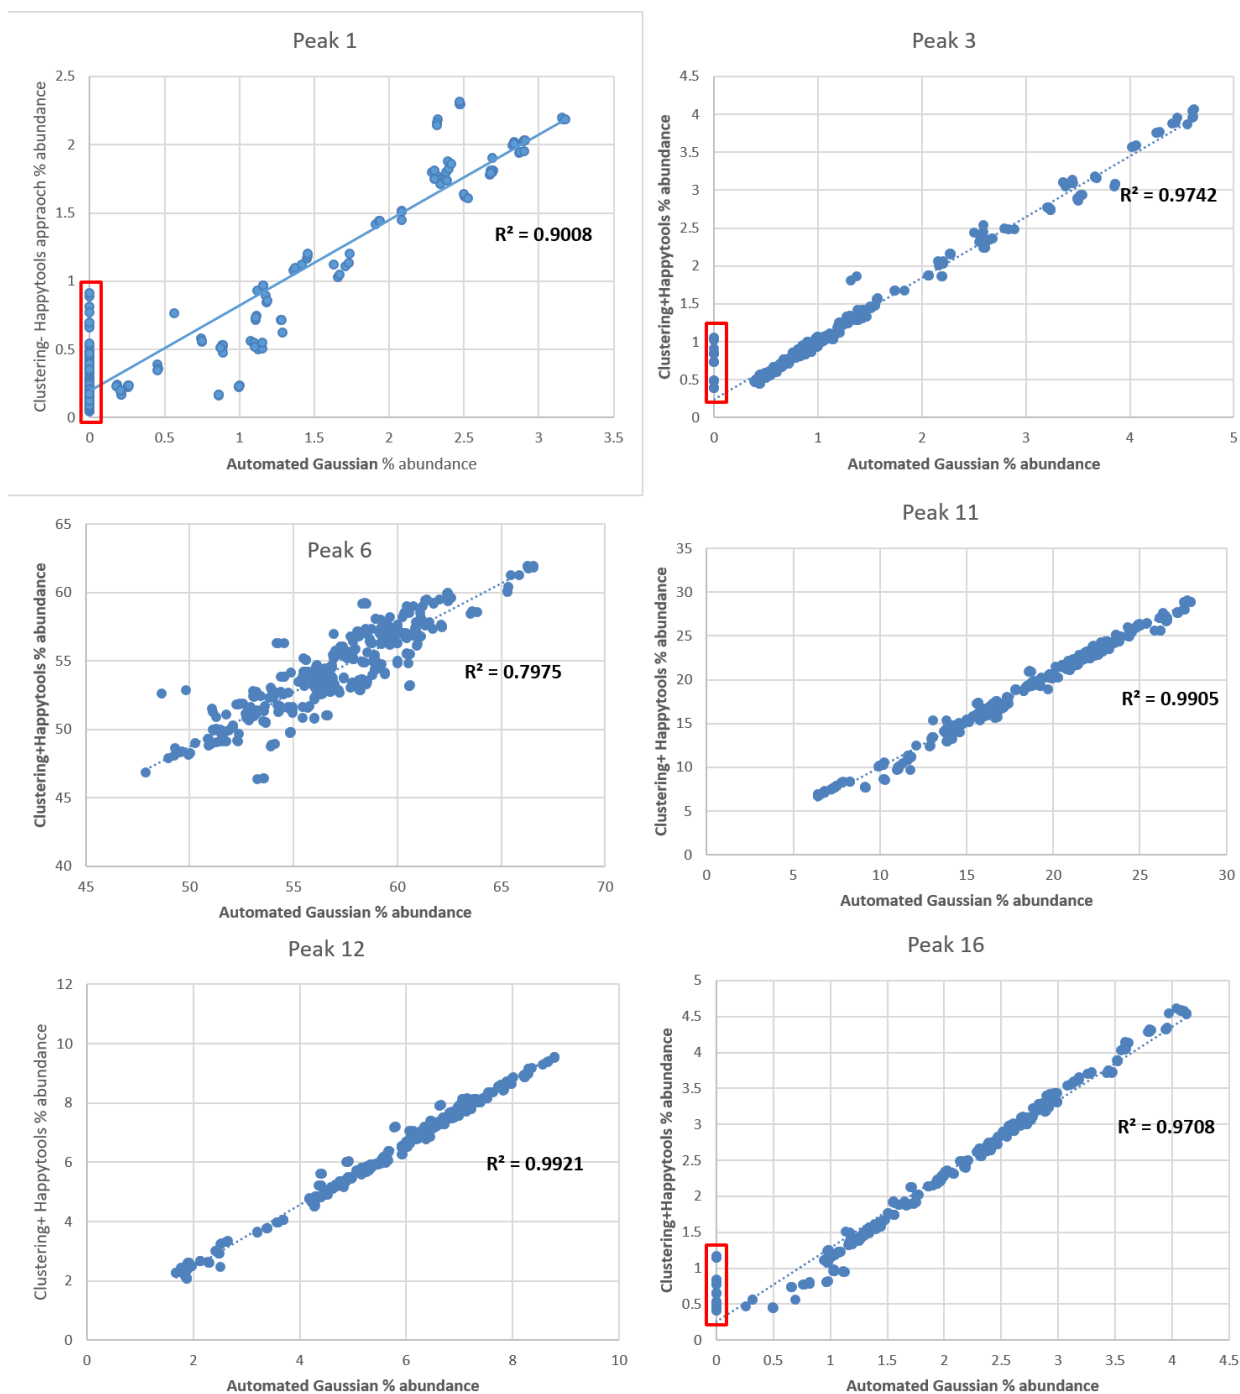 Peak 1
2.5
2
1.5
1
0.5
0
0 0.5 1 1.5 2 2.5 3 3.5
Clustering- Happytools appraoch % abundance
R² = 0.9008
Automated Gaussian % abundance
Peak 3
4.5
4
3.5
3
2.5
2
1.5
1
0.5
0
0 1 2 3 4 5
Clustering+Happytools % abundance
R² = 0.9742
Automated Gaussian % abundance
Peak 6
65
60
55
50
45
40
45 50 55 60 65 70
Clustering+Happytools % abundance
R² = 0.7975
Automated Gaussian % abundance
Peak 11
35
30
25
20
15
10
5
0
0 5 10 15 20 25 30
Clustering+ Happytools % abundance
R² = 0.9905
Automated Gaussian % abundance
Peak 12
12
10
8
6
4
2
0
0 2 4 6 8 10
Clustering+ Happytools % abundance
R² = 0.9921
Automated Gaussian % abundance
Peak 16
5
4.5
4
3.5
3
2.5
2
1.5
1
0.5
0
0 0.5 1 1.5 2 2.5 3 3.5 4 4.5
Clustering+Happytools % abundance
R² = 0.9708
Automated Gaussian % abundance